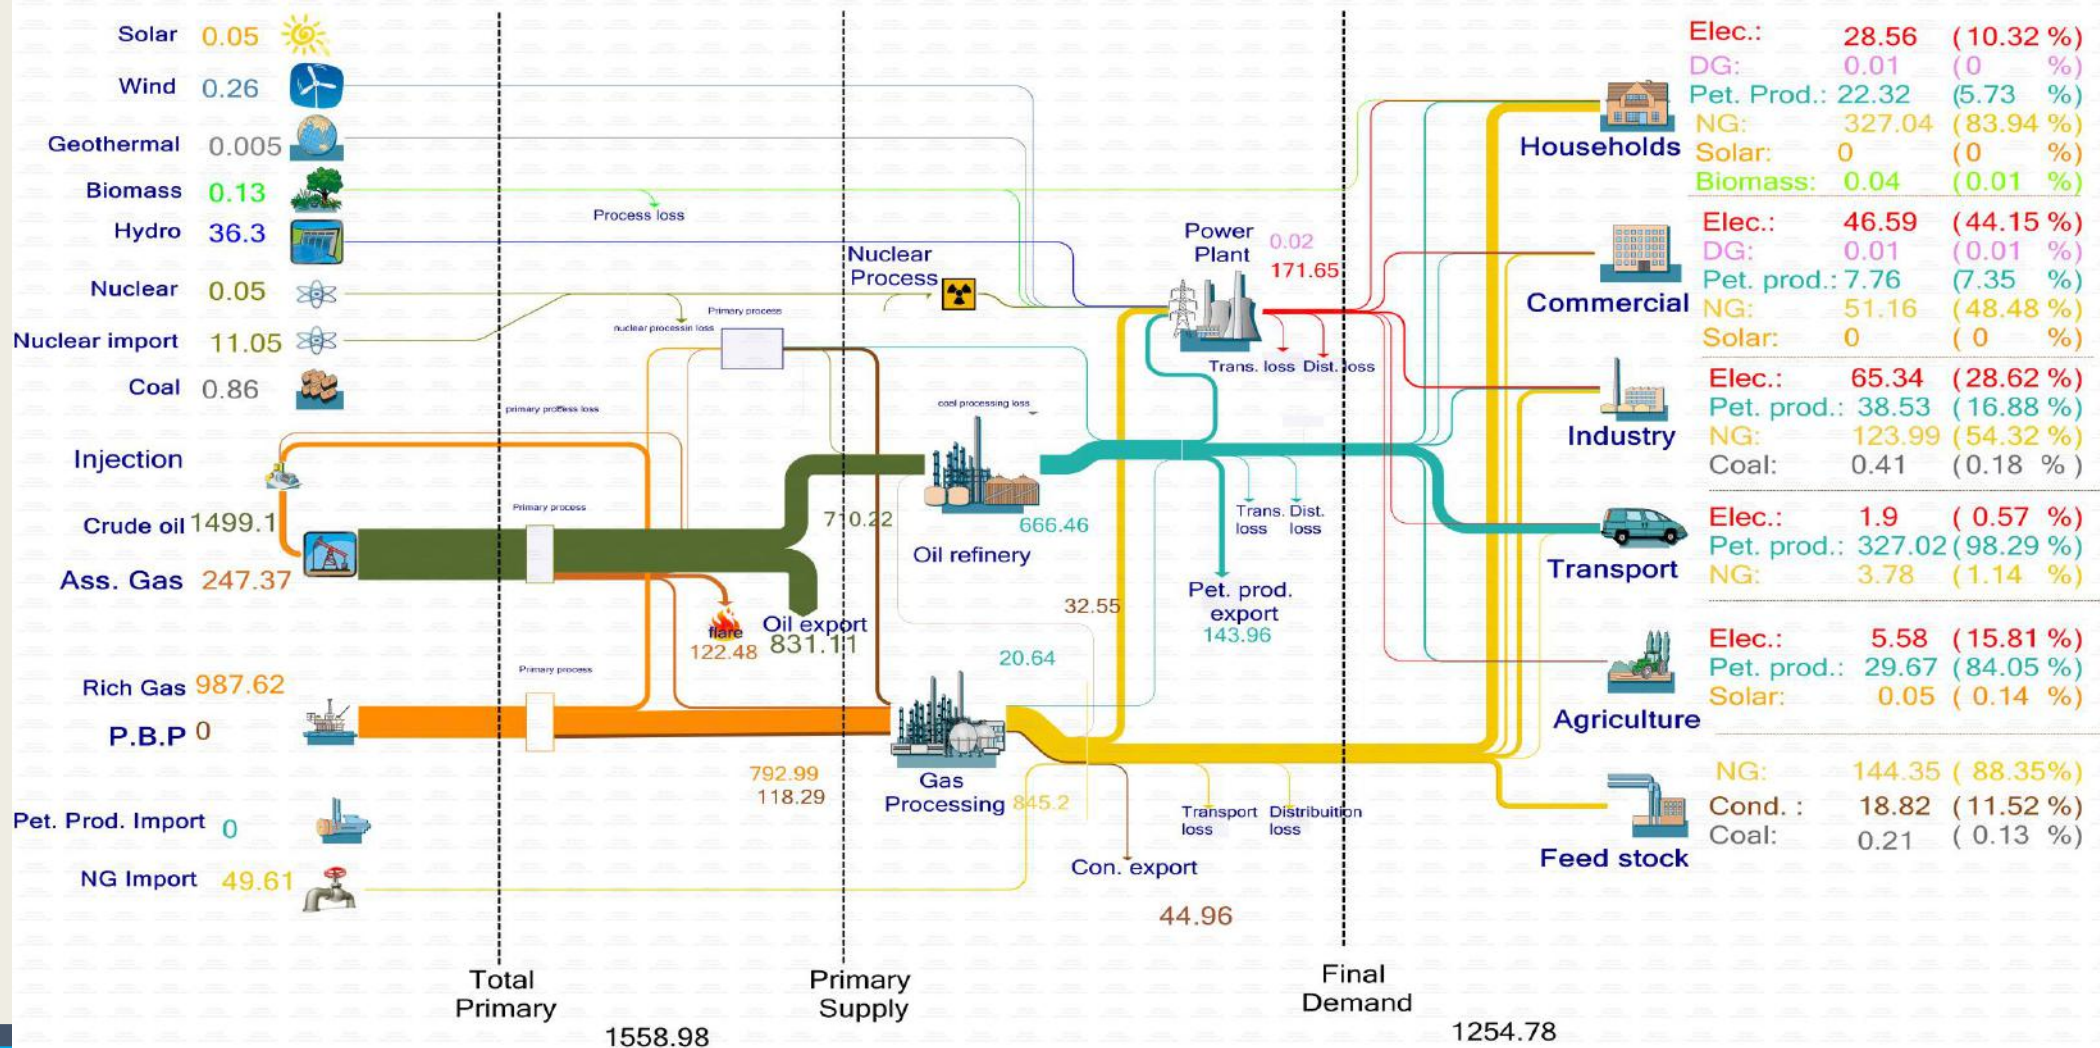 Solar 0.05
Wind 0.26
Geothermal 0.005
Biomass 0.13
Hydro 36.3
Nuclear 0.05
Nuclear import 11.05
Coal 0.86
Injection
Crude oil 1499.1
Ass. Gas 247.37
Rich Gas 987.62
P.B.P 0
Pet. Prod. Import 0
NG Import 49.61
Process loss
nuclear processin loss
Primary process
primary process loss
Primary process
Primary process
flare
122.48
Oil export
831.11
710.22
792.99
118.29
Nuclear
Process
coal processing loss
Oil refinery
666.46
Gas
Processing
845.2
20.64
32.55
Power
Plant
0.02
171.65
Trans. loss Dist. loss
Trans. Dist.
loss loss
Pet. prod.
export
143.96
Transport Distribuition
loss loss
Con. export
44.96
Households
Elec.: 28.56 (10.32 %)
DG: 0.01 (0 %)
Pet. Prod.: 22.32 (5.73 %)
NG: 327.04 (83.94 %)
Solar: 0 (0 %)
Biomass: 0.04 (0.01 %)
Commercial
Elec.: 46.59 (44.15 %)
DG: 0.01 (0.01 %)
Pet. prod.: 7.76 (7.35 %)
NG: 51.16 (48.48 %)
Solar: 0 ( 0 %)
Industry
Elec.: 65.34 (28.62 %)
Pet. prod.: 38.53 (16.88 %)
NG: 123.99 (54.32 %)
Coal: 0.41 (0.18 % )
Transport
Elec.: 1.9 ( 0.57 %)
Pet. prod.: 327.02 (98.29 %)
NG: 3.78 ( 1.14 %)
Agriculture
Elec.: 5.58 (15.81 %)
Pet. prod.: 29.67 (84.05 %)
Solar: 0.05 ( 0.14 %)
Feed stock
NG: 144.35 ( 88.35%)
Cond. : 18.82 (11.52 %)
Coal: 0.21 ( 0.13 %)
Total
Primary
1558.98
Primary
Supply
Final
Demand
1254.78